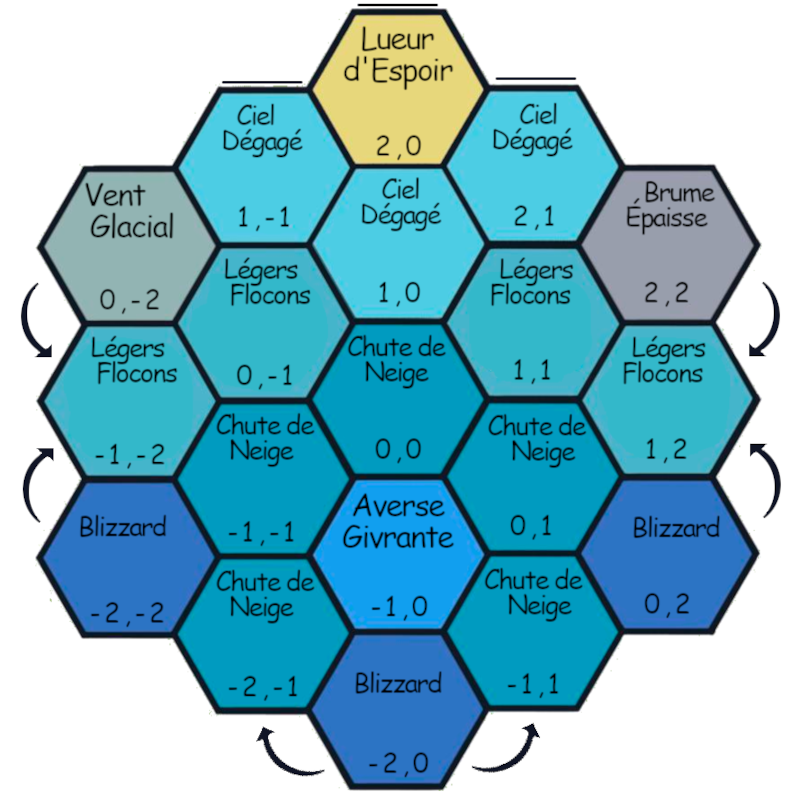 Lueur
d'Espoir
2,0
Ciel
Dégagé
1,-1
Ciel
Dégagé
2,1
Vent
Glacial
0,-2
Ciel
Dégagé
1,0
Brume
Épaisse
2,2
Légers
Flocons
0,-1
Légers
Flocons
1,1
Légers
Flocons
-1,-2
Chute de
Neige
0,0
Légers
Flocons
1,2
Chute de
Neige
-1,-1
Chute de
Neige
0,1
Blizzard
-2,-2
Averse
Givrante
-1,0
Blizzard
0,2
Chute de
Neige
-2,-1
Chute de
Neige
-1,1
Blizzard
-2,0